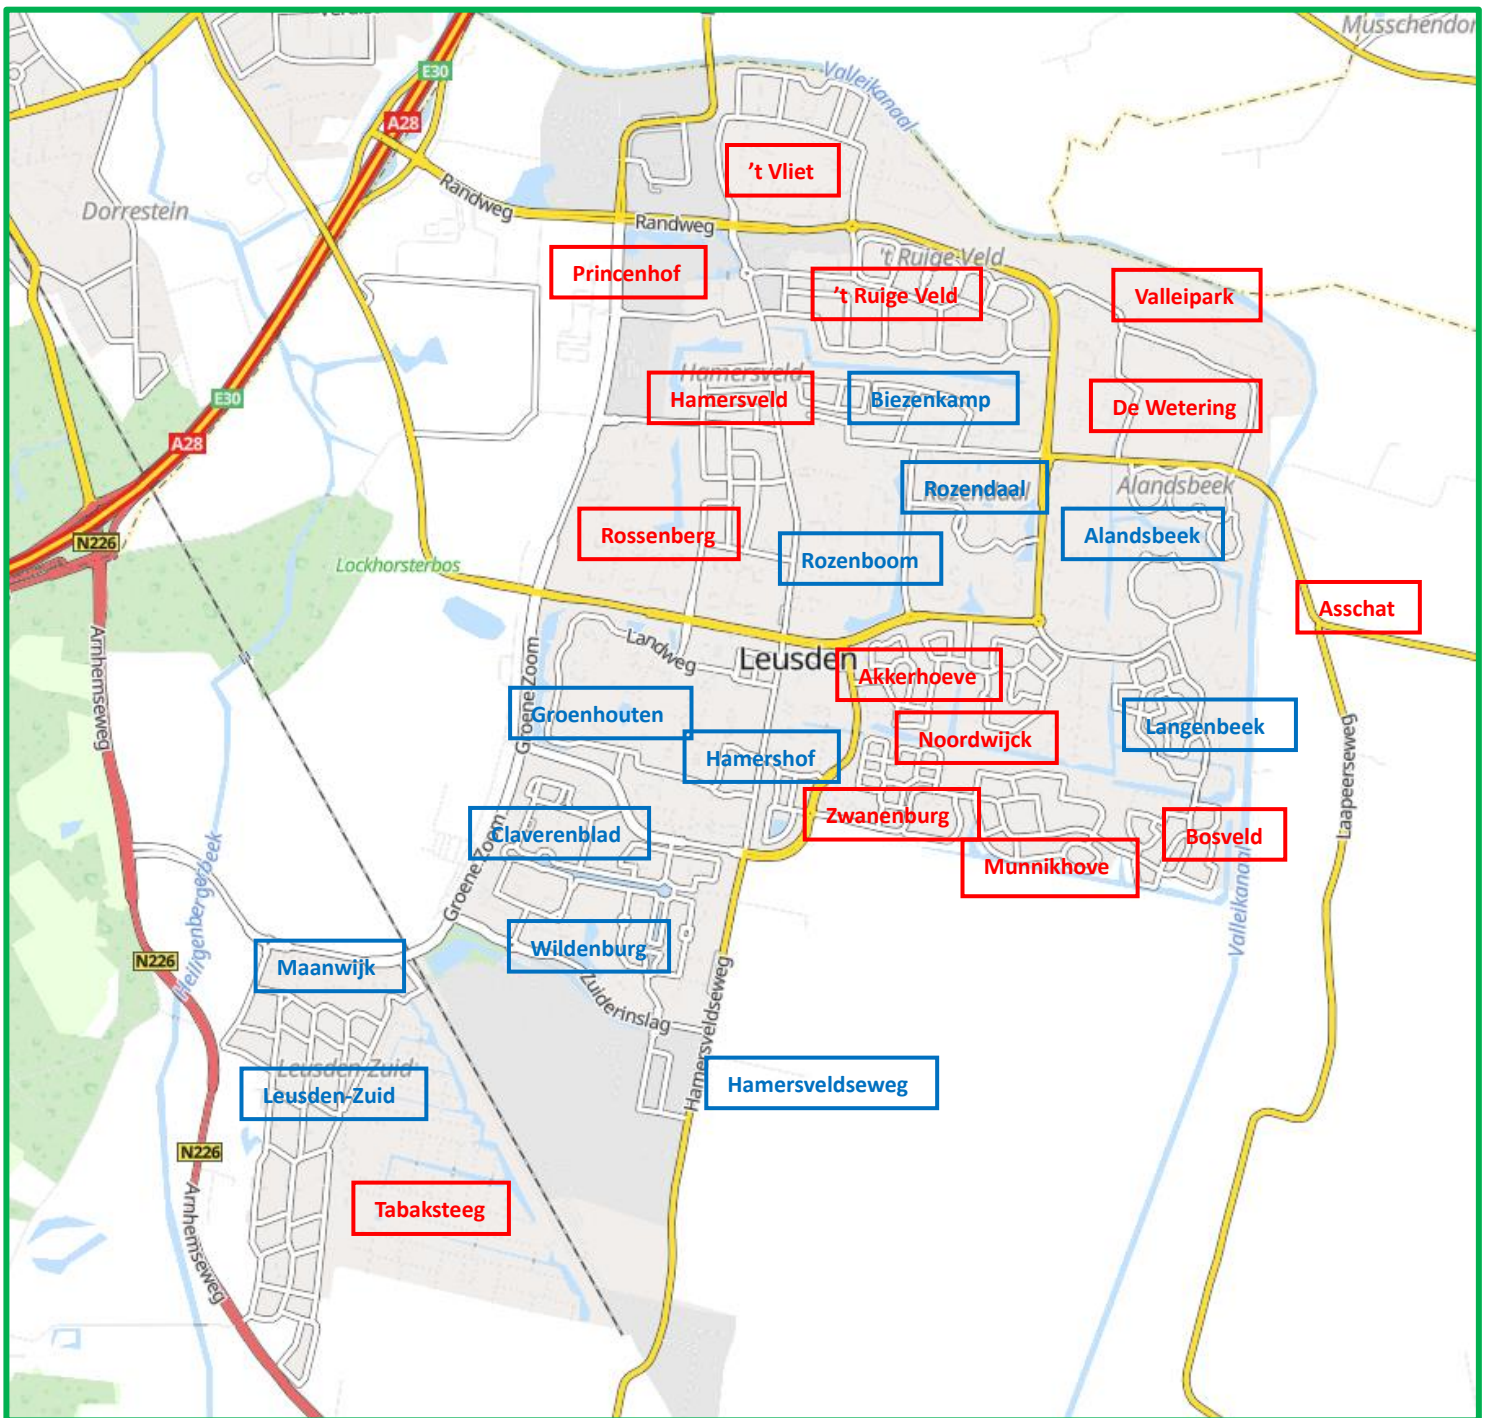 Musschendor
E30
Valleikanaal
A28
't Vliet
Randweg
Dorrestein
Randweg
't Ruige Veld
Princenhof
't Ruige Veld
Valleipark
Hamersveld
E30
Hamersveld
Biezenkamp
De Wetering
A28
Rozendaal
Rozendaal
Alandsbeek
N226
Rossenberg
Alandsbeek
Lockhorsterbos
Rozenboom
Asschat
Arnhemseweg
Landweg
Leusden
Akkerhoeve
Groene Zoom
Groenhouten
Noordwijck
Langenbeek
Hamershof
Laapeerseweg
Zwanenburg
Claverenblad
Bosveld
Groene Zoom
Munnikhove
Heiligenbergerbeek
Valleikanaal
Wildenburg
N226
Maanwijk
Zuiderinslag
Hamersveldseweg
Leusden-Zuid
Hamersveldseweg
Leusden-Zuid
N226
Tabaksteeg
Arnhemseweg